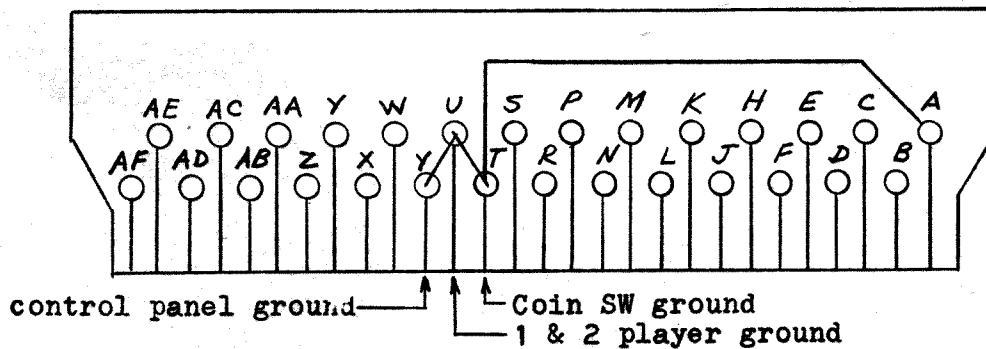 AE AC AA Y W U S P M K H E C A
AF AD AB Z X Y T R N L J F D B
control panel ground
Coin SW ground
1 & 2 player ground